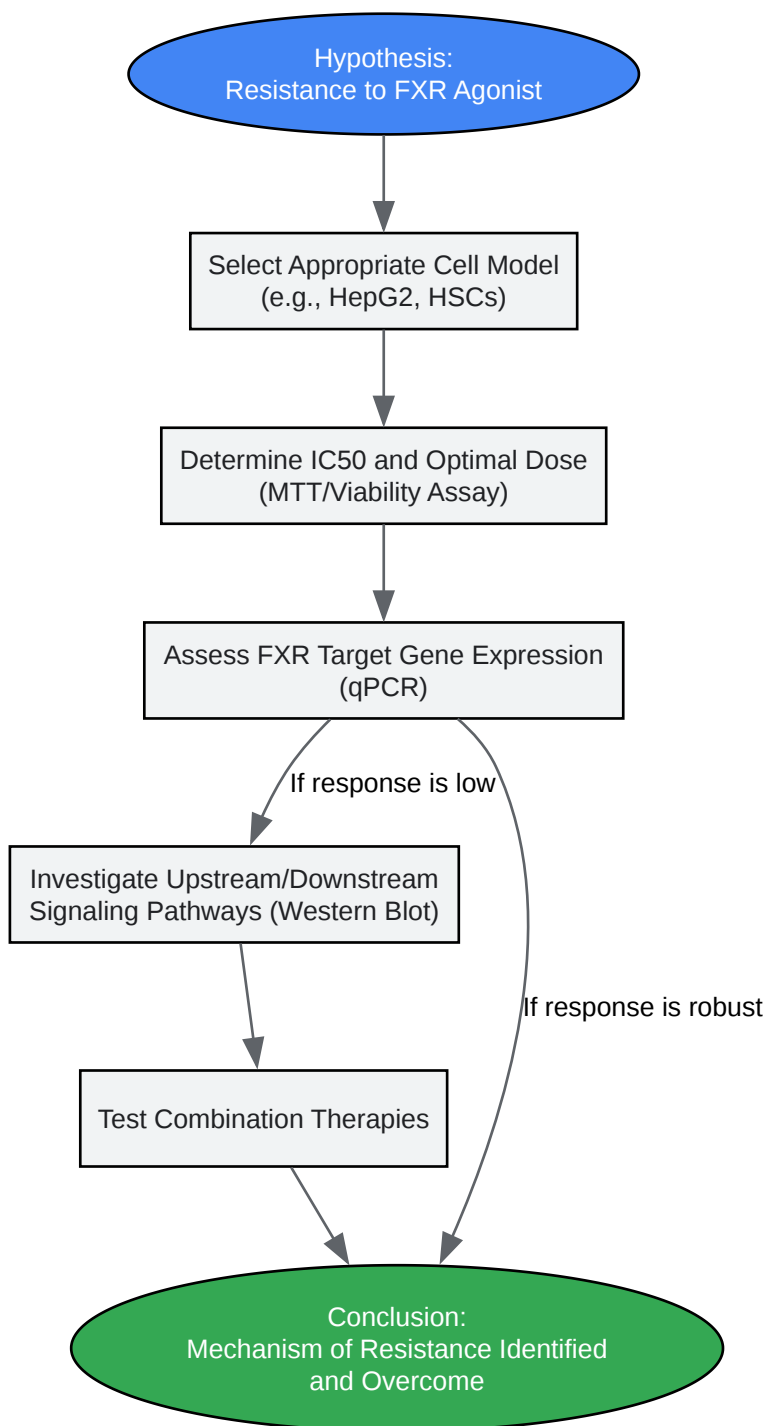 Hypothesis:
Resistance to FXR Agonist
Select Appropriate Cell Model
(e.g., HepG2, HSCs)
Determine IC50 and Optimal Dose
(MTT/Viability Assay)
Assess FXR Target Gene Expression
(qPCR)
If response is low
Investigate Upstream/Downstream
Signaling Pathways (Western Blot)
If response is robust
Test Combination Therapies
Conclusion:
Mechanism of Resistance Identified
and Overcome